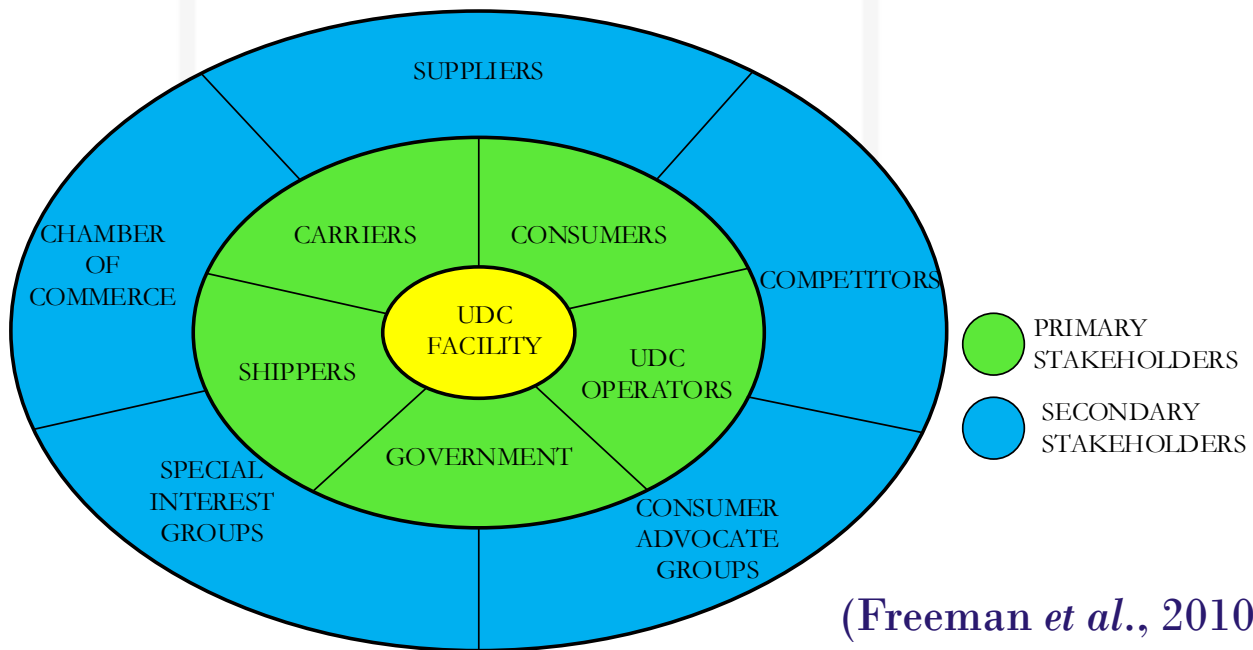 SUPPLIERS
CHAMBER
OF
COMMERCE
CARRIERS
CONSUMERS
COMPETITORS
UDC
FACILITY
SHIPPERS
UDC
OPERATORS
GOVERNMENT
SPECIAL
INTEREST
GROUPS
CONSUMER
ADVOCATE
GROUPS
PRIMARY
STAKEHOLDERS
SECONDARY
STAKEHOLDERS
(Freeman et al., 2010